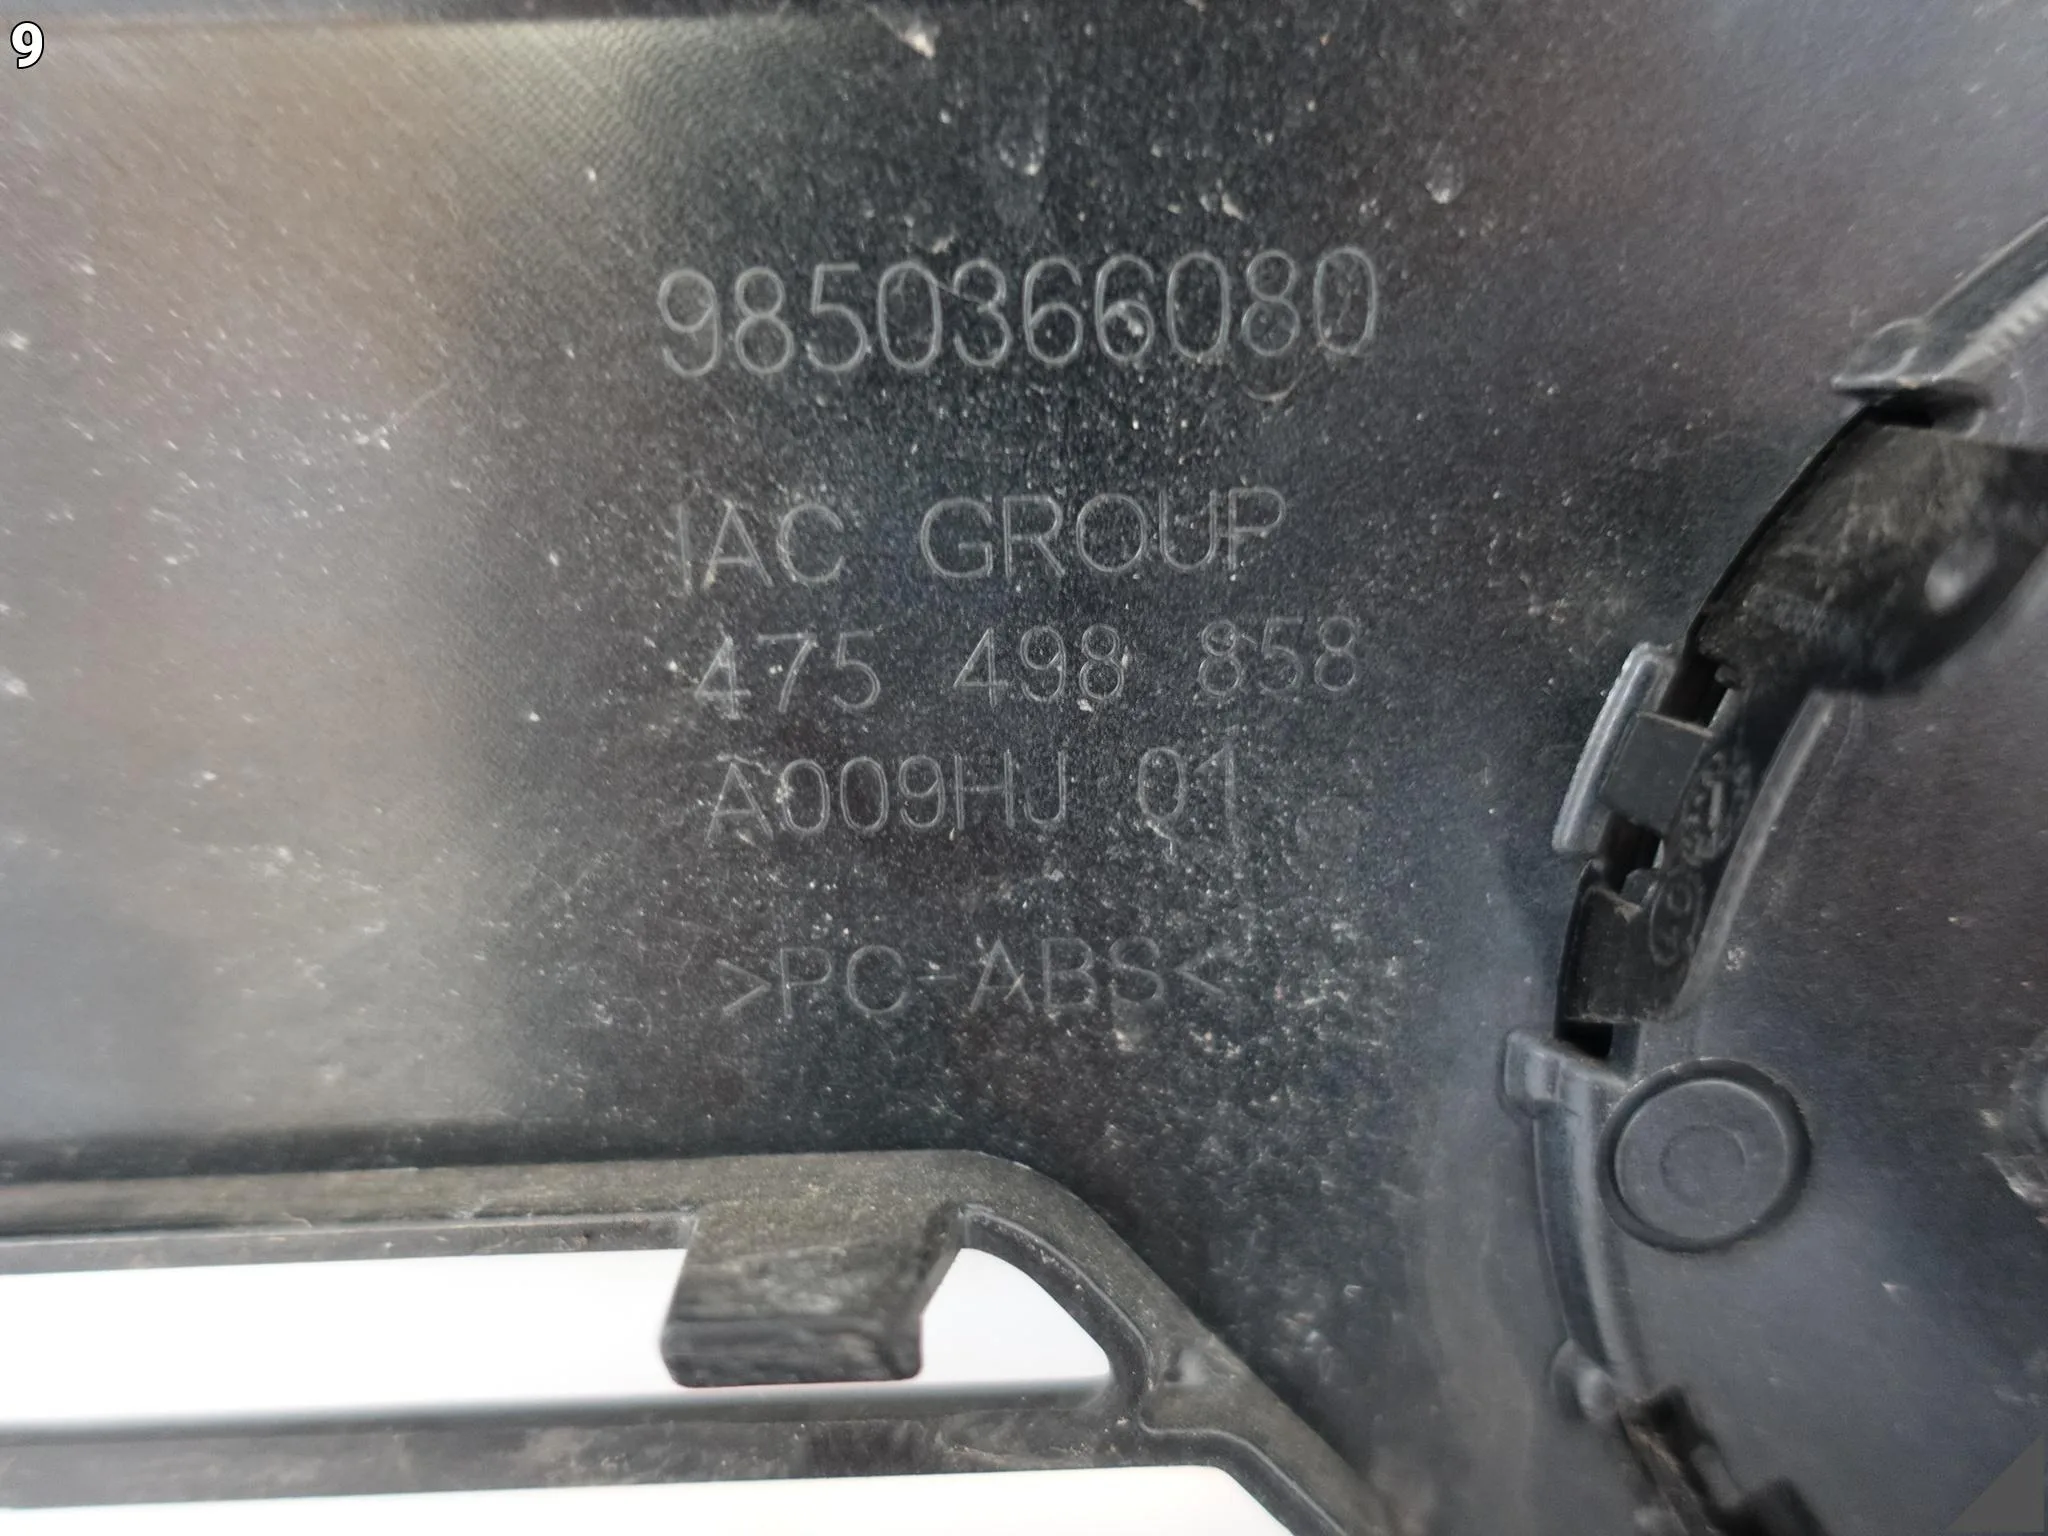 9
9850366080
IAC GROUP
475 498 858
A009HJ 01
>PC-ABS<